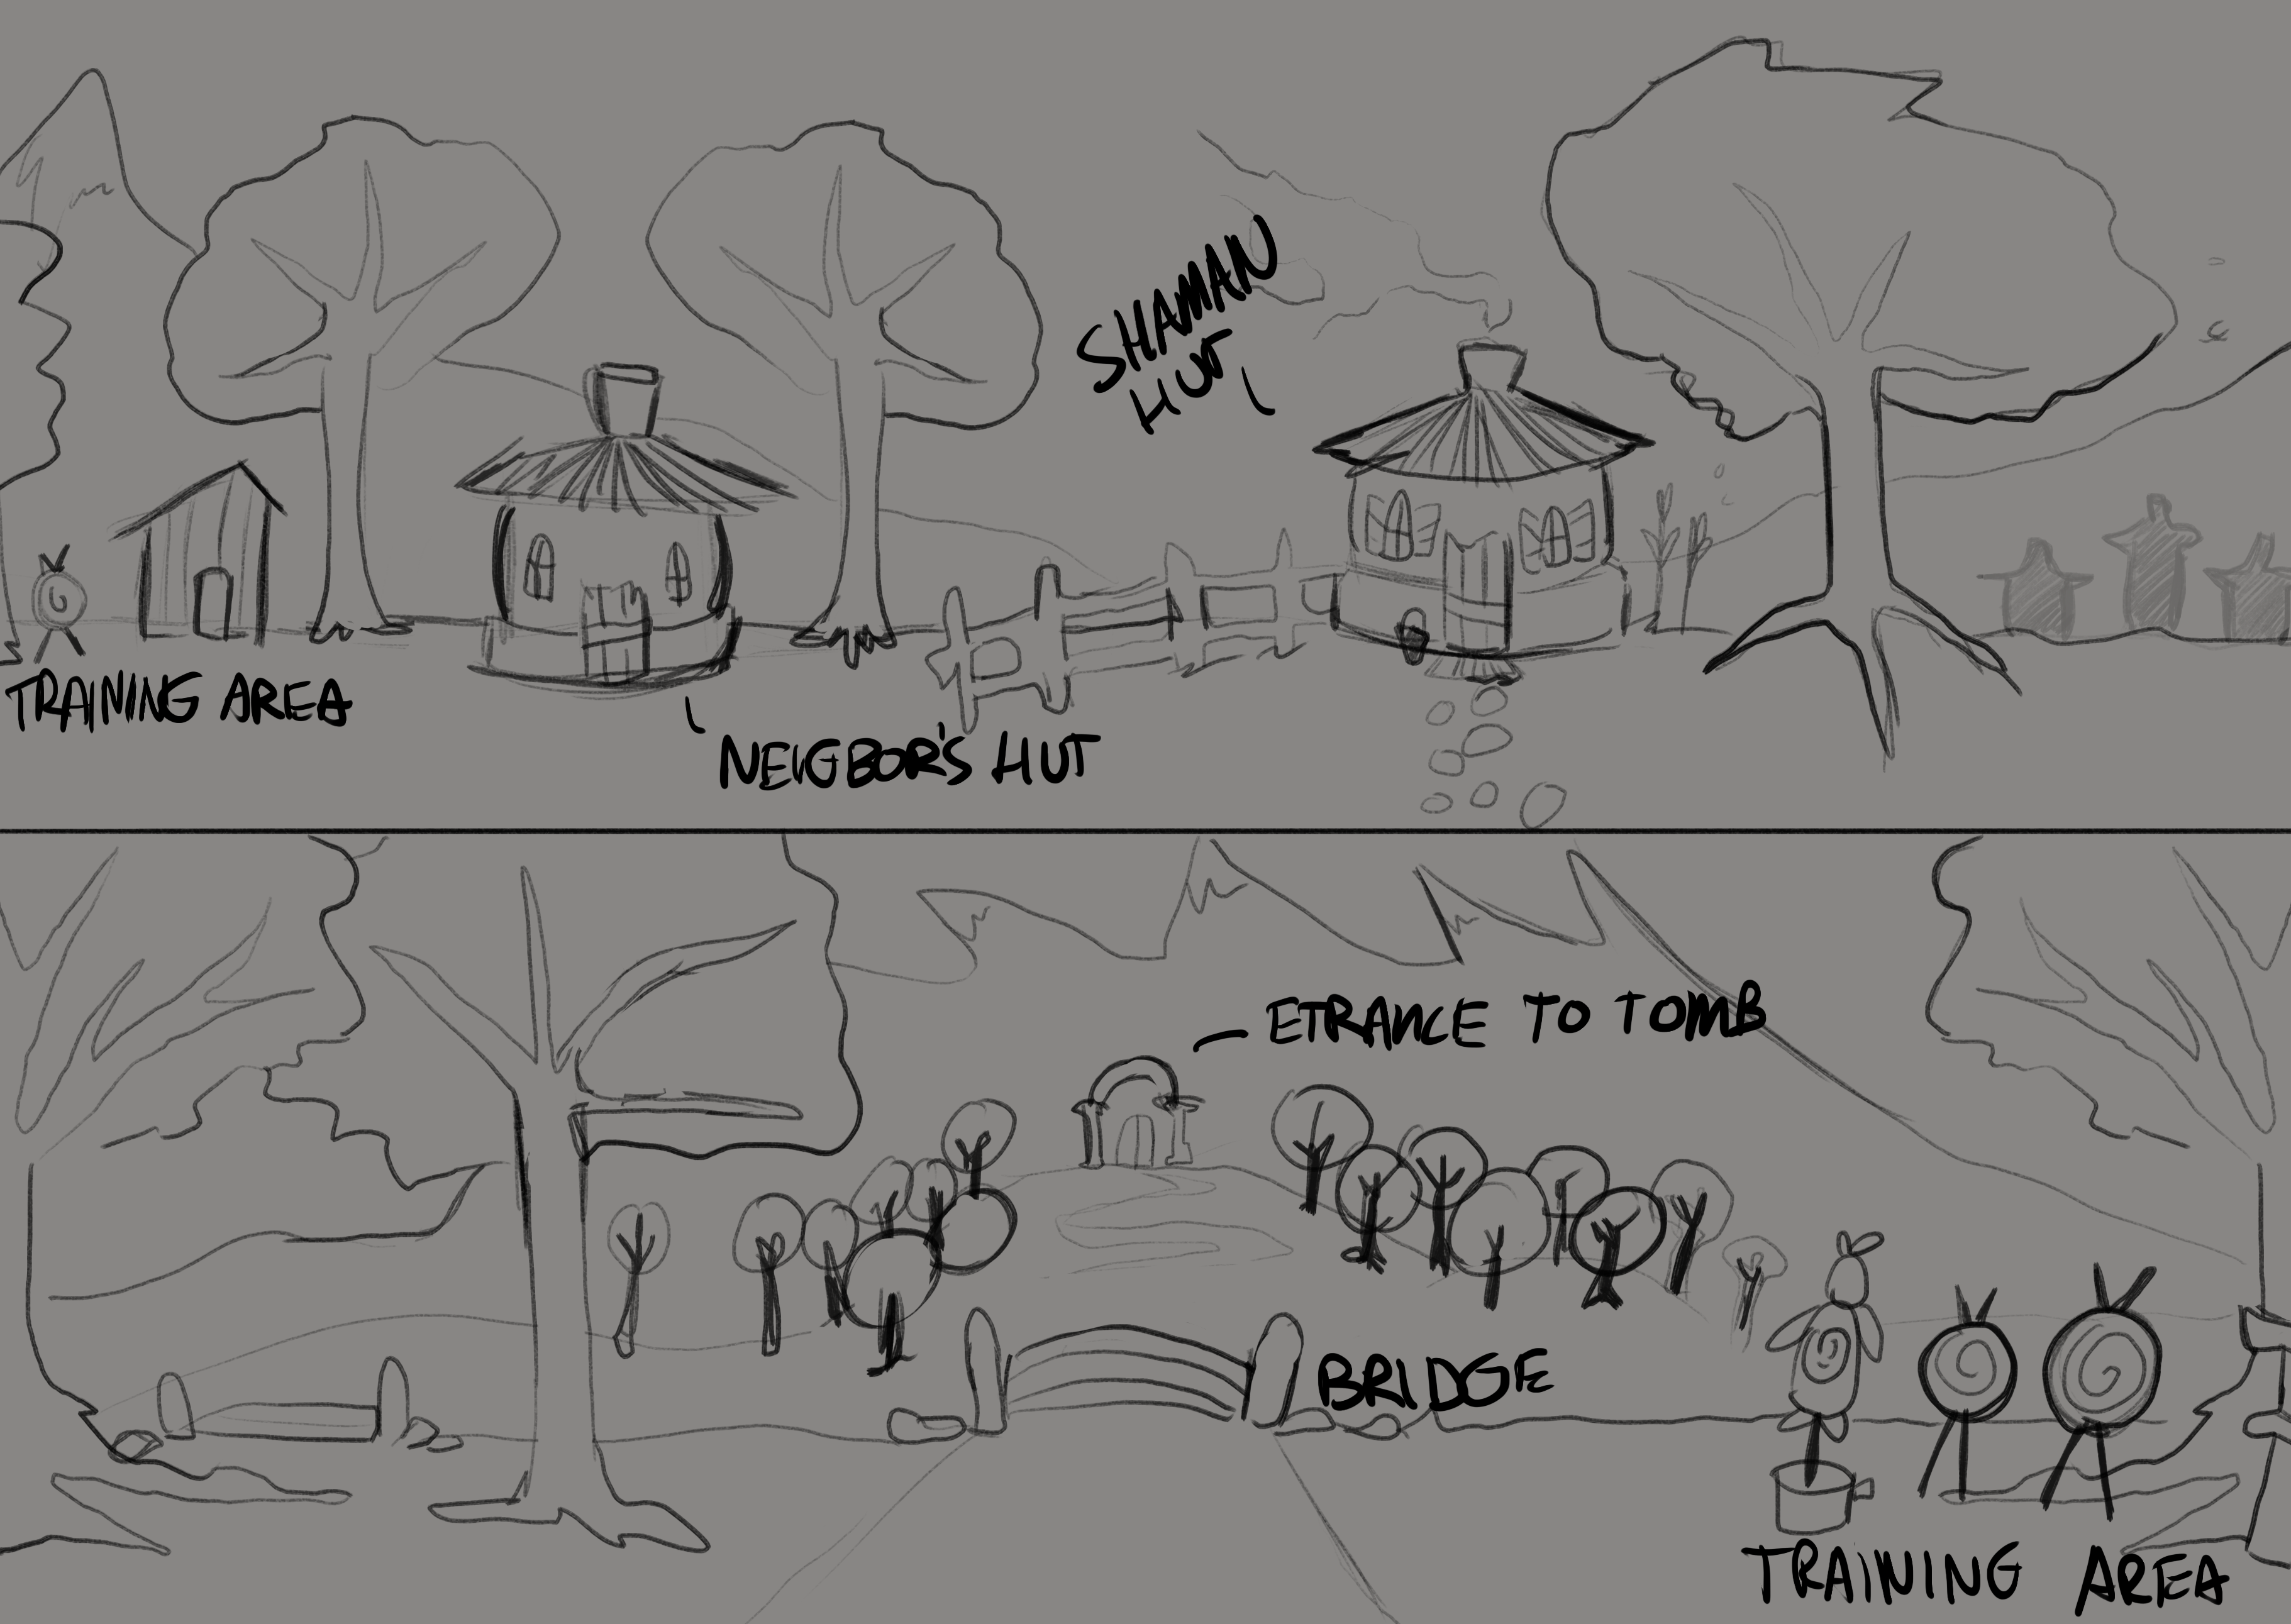 SHAMAN
HUT
TRAINING AREA
NEIGBOR'S HUT
ETRANCE TO TOMB
BRIDGE
TRAINING AREA